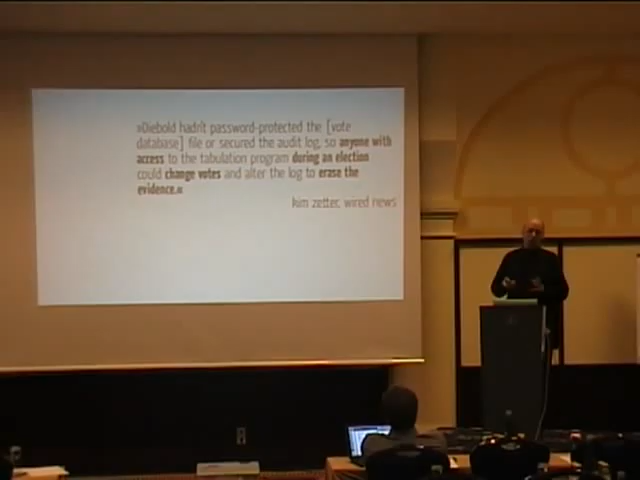 »Diebold hadn't password-protected the [vote
database] file or secured the audit log, so anyone with
access to the tabulation program during an election
could change votes and alter the log to erase the
evidence.«
kim zetter, wired news